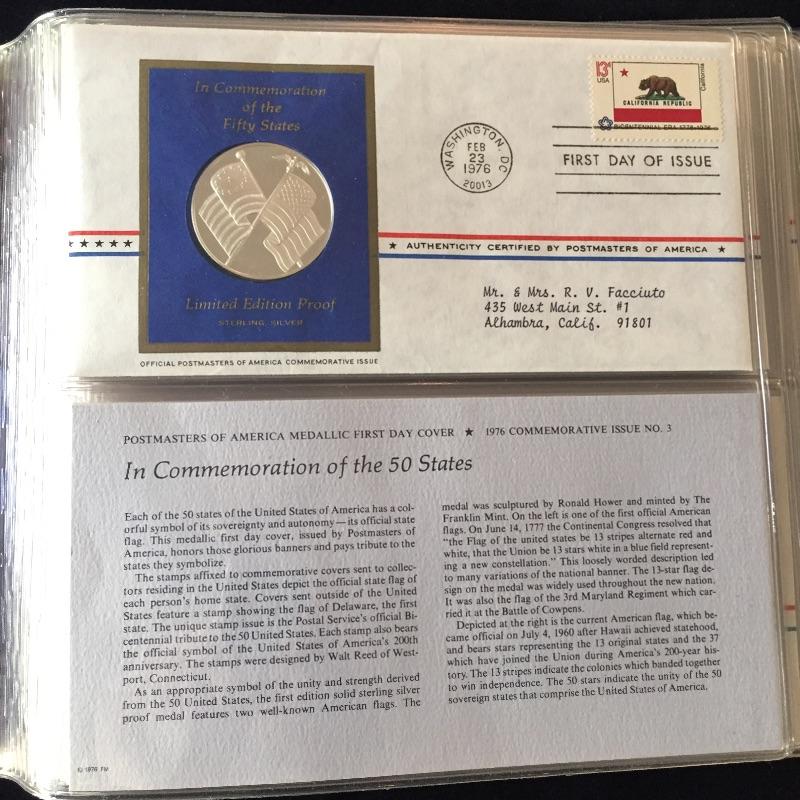 In Commemoration
of the
Fifty States
Limited Edition Proof
STERLING SILVER
OFFICIAL POSTMASTERS OF AMERICA COMMEMORATIVE ISSUE
WASHINGTON, DC
FEB
23
1976
20013
13¢
USA
California
CALIFORNIA REPUBLIC
BICENTENNIAL ERA 1776-1976
FIRST DAY OF ISSUE
★ ★ ★ ★ ★
★ AUTHENTICITY CERTIFIED BY POSTMASTERS OF AMERICA ★
Mr. & Mrs. R. V. Facciuto
435 West Main St. #1
Alhambra, Calif. 91801
POSTMASTERS OF AMERICA MEDALLIC FIRST DAY COVER ★ 1976 COMMEMORATIVE ISSUE NO. 3
In Commemoration of the 50 States
Each of the 50 states of the United States of America has a col-
orful symbol of its sovereignty and autonomy—its official state
flag. This medallic first day cover, issued by Postmasters of
America, honors those glorious banners and pays tribute to the
states they symbolize.
The stamps affixed to commemorative covers sent to collec-
tors residing in the United States depict the official state flag of
each person's home state. Covers sent outside of the United
States feature a stamp showing the flag of Delaware, the first
state. The unique stamp issue is the Postal Service's official Bi-
centennial tribute to the 50 United States. Each stamp also bears
the official symbol of the United States of America's 200th
anniversary. The stamps were designed by Walt Reed of West-
port, Connecticut.
As an appropriate symbol of the unity and strength derived
from the 50 United States, the first edition solid sterling silver
proof medal features two well-known American flags. The
medal was sculptured by Ronald Hower and minted by The
Franklin Mint. On the left is one of the first official American
flags. On June 14, 1777 the Continental Congress resolved that
"the Flag of the united states be 13 stripes alternate red and
white, that the Union be 13 stars white in a blue field represent-
ing a new constellation." This loosely worded description led
to many variations of the national banner. The 13-star flag de-
sign on the medal was widely used throughout the new nation.
It was also the flag of the 3rd Maryland Regiment which car-
ried it at the Battle of Cowpens.
Depicted at the right is the current American flag, which be-
came official on July 4, 1960 after Hawaii achieved statehood,
and bears stars representing the 13 original states and the 37
which have joined the Union during America's 200-year his-
tory. The 13 stripes indicate the colonies which banded together
to win independence. The 50 stars indicate the unity of the 50
sovereign states that comprise the United States of America.
© 1976 FM